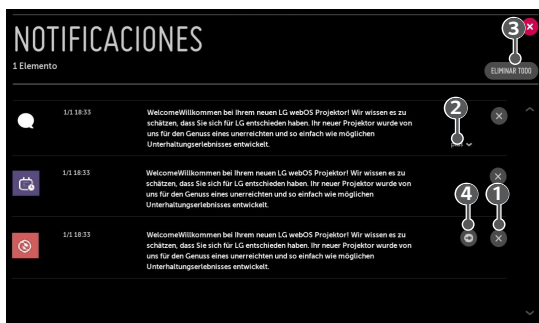 NOTIFICACIONES
1 Elemento
3
ELIMINAR TODO
1/1 18:33
WelcomeWillkommen bei Ihrem neuen LG webOS Projektor! Wir wissen es zu
schätzen, dass Sie sich für LG entschieden haben. Ihr neuer Projektor wurde von
uns für den Genuss eines unerreichten und so einfach wie möglichen
Unterhaltungserlebnisses entwickelt.
2
1/1 18:33
WelcomeWillkommen bei Ihrem neuen LG webOS Projektor! Wir wissen es zu
schätzen, dass Sie sich für LG entschieden haben. Ihr neuer Projektor wurde von
uns für den Genuss eines unerreichten und so einfach wie möglichen
Unterhaltungserlebnisses entwickelt.
4
1
1/1 18:33
WelcomeWillkommen bei Ihrem neuen LG webOS Projektor! Wir wissen es zu
schätzen, dass Sie sich für LG entschieden haben. Ihr neuer Projektor wurde von
uns für den Genuss eines unerreichten und so einfach wie möglichen
Unterhaltungserlebnisses entwickelt.